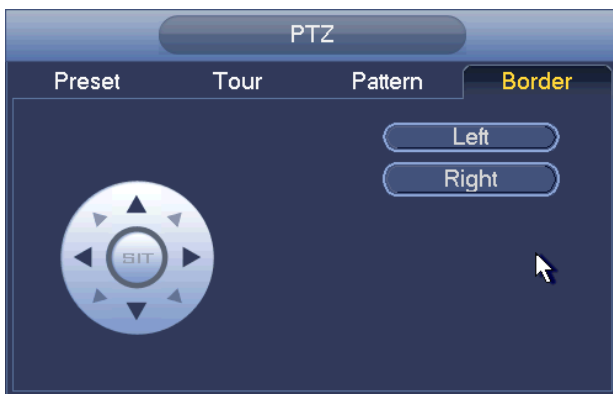 PTZ
Preset Tour Pattern Border
Left
Right
SIT